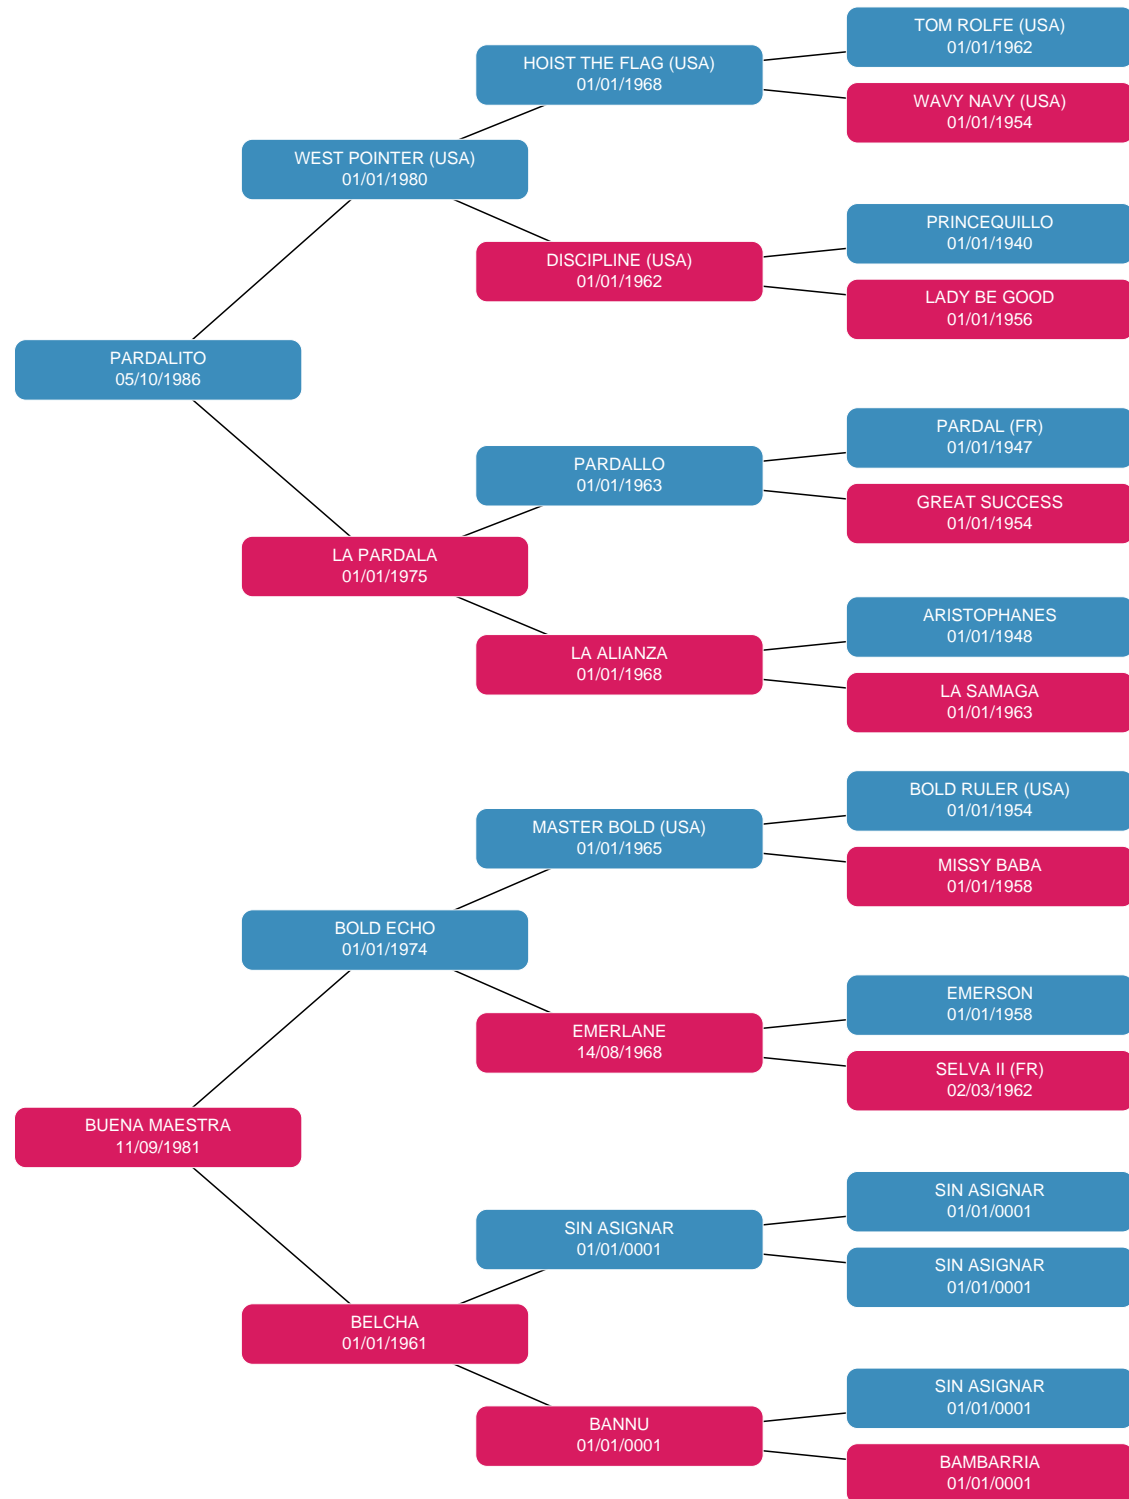 TOM ROLFE (USA)
01/01/1962
HOIST THE FLAG (USA)
01/01/1968
WAVY NAVY (USA)
01/01/1954
WEST POINTER (USA)
01/01/1980
PRINCEQUILLO
01/01/1940
DISCIPLINE (USA)
01/01/1962
LADY BE GOOD
01/01/1956
PARDALITO
05/10/1986
PARDAL (FR)
01/01/1947
PARDALLO
01/01/1963
GREAT SUCCESS
01/01/1954
LA PARDALA
01/01/1975
ARISTOPHANES
01/01/1948
LA ALIANZA
01/01/1968
LA SAMAGA
01/01/1963
BOLD RULER (USA)
01/01/1954
MASTER BOLD (USA)
01/01/1965
MISSY BABA
01/01/1958
BOLD ECHO
01/01/1974
EMERSON
01/01/1958
EMERLANE
14/08/1968
SELVA II (FR)
02/03/1962
BUENA MAESTRA
11/09/1981
SIN ASIGNAR
01/01/0001
SIN ASIGNAR
01/01/0001
SIN ASIGNAR
01/01/0001
BELCHA
01/01/1961
SIN ASIGNAR
01/01/0001
BANNU
01/01/0001
BAMBARRIA
01/01/0001